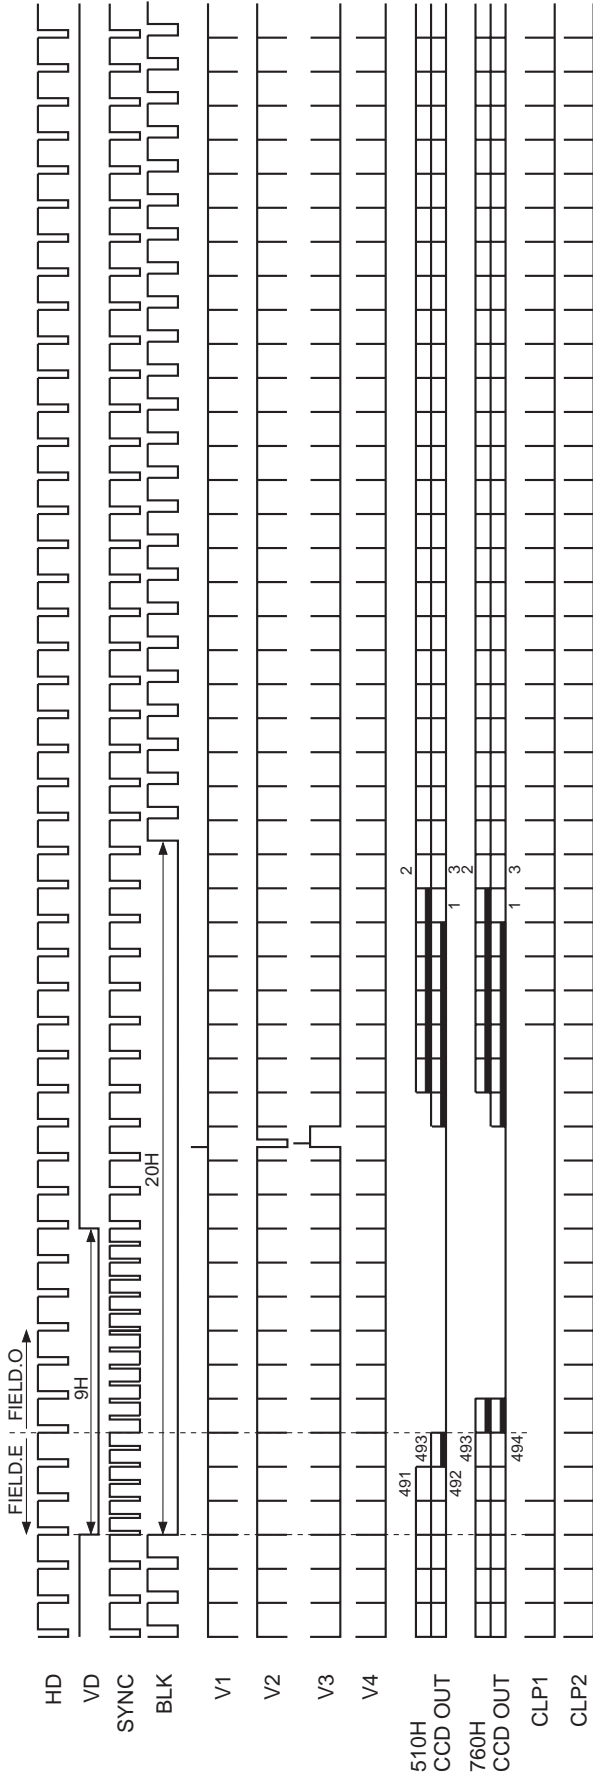 FIELD.E
FIELD.O
9H
20H
HD
VD
SYNC
BLK
V1
V2
V3
V4
510H
CCD OUT
491
493
492
2
1
3
760H
CCD OUT
493
494
2
1
3
CLP1
CLP2